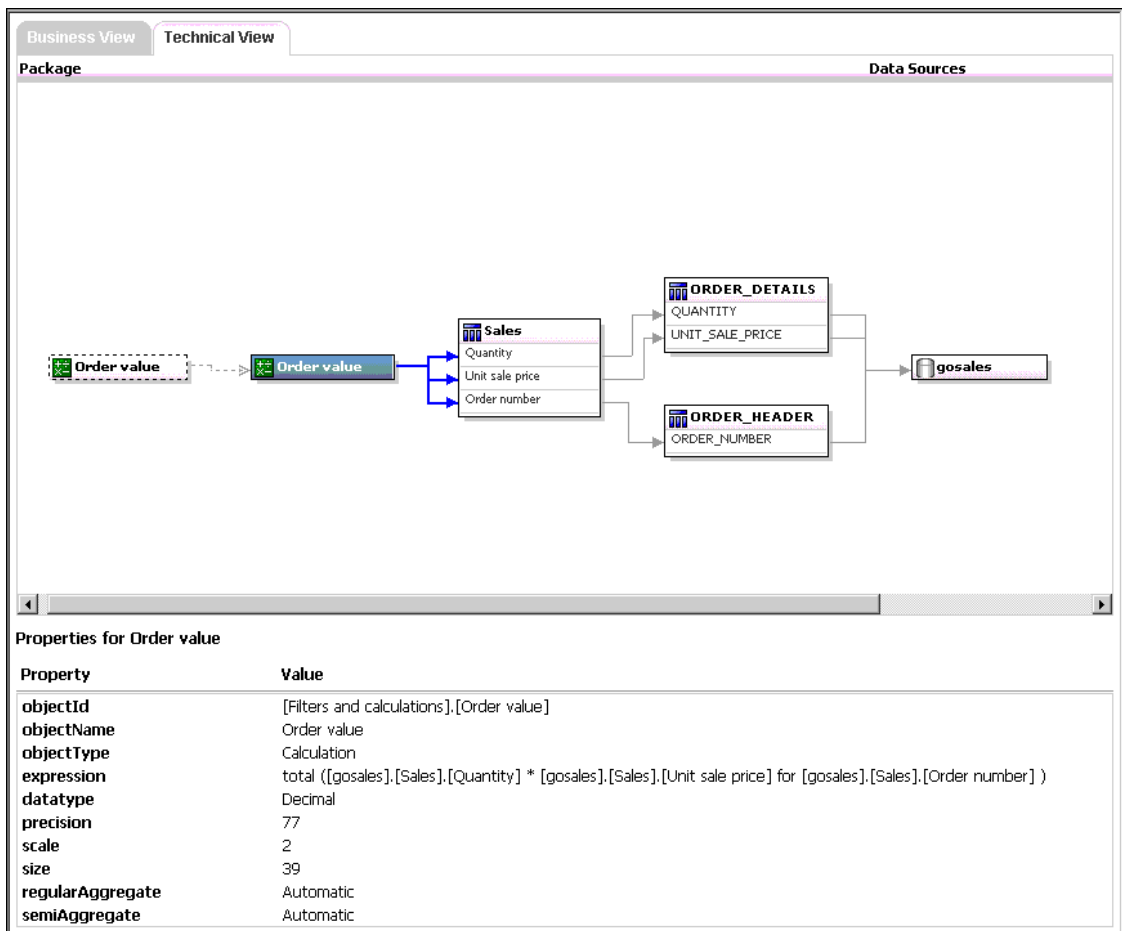 Business View Technical View
Package Data Sources
ORDER_DETAILS
QUANTITY
Sales
UNIT_SALE_PRICE
Quantity
Order value Order value gosales
Unit sale price
Order number
ORDER_HEADER
ORDER_NUMBER
Properties for Order value
Property Value
objectId [Filters and calculations].[Order value]
objectName Order value
objectType Calculation
expression total ([gosales].[Sales].[Quantity] * [gosales].[Sales].[Unit sale price] for [gosales].[Sales].[Order number] )
datatype Decimal
precision 77
scale 2
size 39
regularAggregate Automatic
semiAggregate Automatic